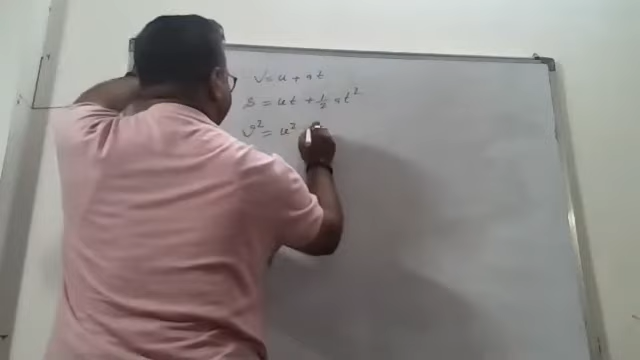 v = u + at
s = ut + 1/2 at²
v² = u²